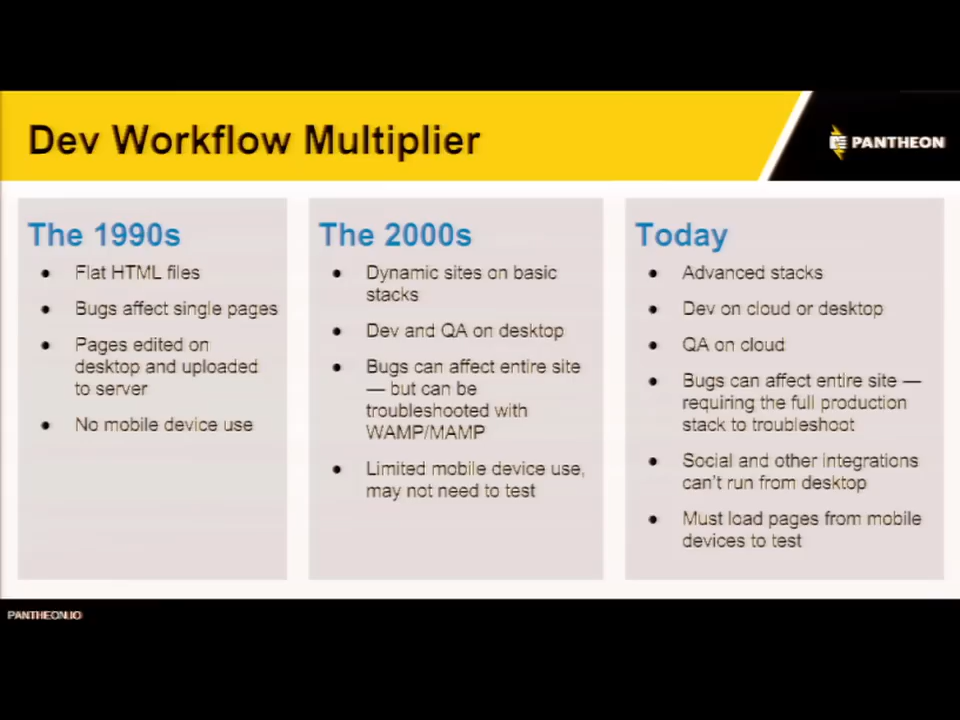 Dev Workflow Multiplier
PANTHEON
The 1990s
• Flat HTML files
• Bugs affect single pages
• Pages edited on
desktop and uploaded
to server
• No mobile device use
The 2000s
• Dynamic sites on basic
stacks
• Dev and QA on desktop
• Bugs can affect entire site
— but can be
troubleshooted with
WAMP/MAMP
• Limited mobile device use,
may not need to test
Today
• Advanced stacks
• Dev on cloud or desktop
• QA on cloud
• Bugs can affect entire site —
requiring the full production
stack to troubleshoot
• Social and other integrations
can't run from desktop
• Must load pages from mobile
devices to test
PANTHEON.IO